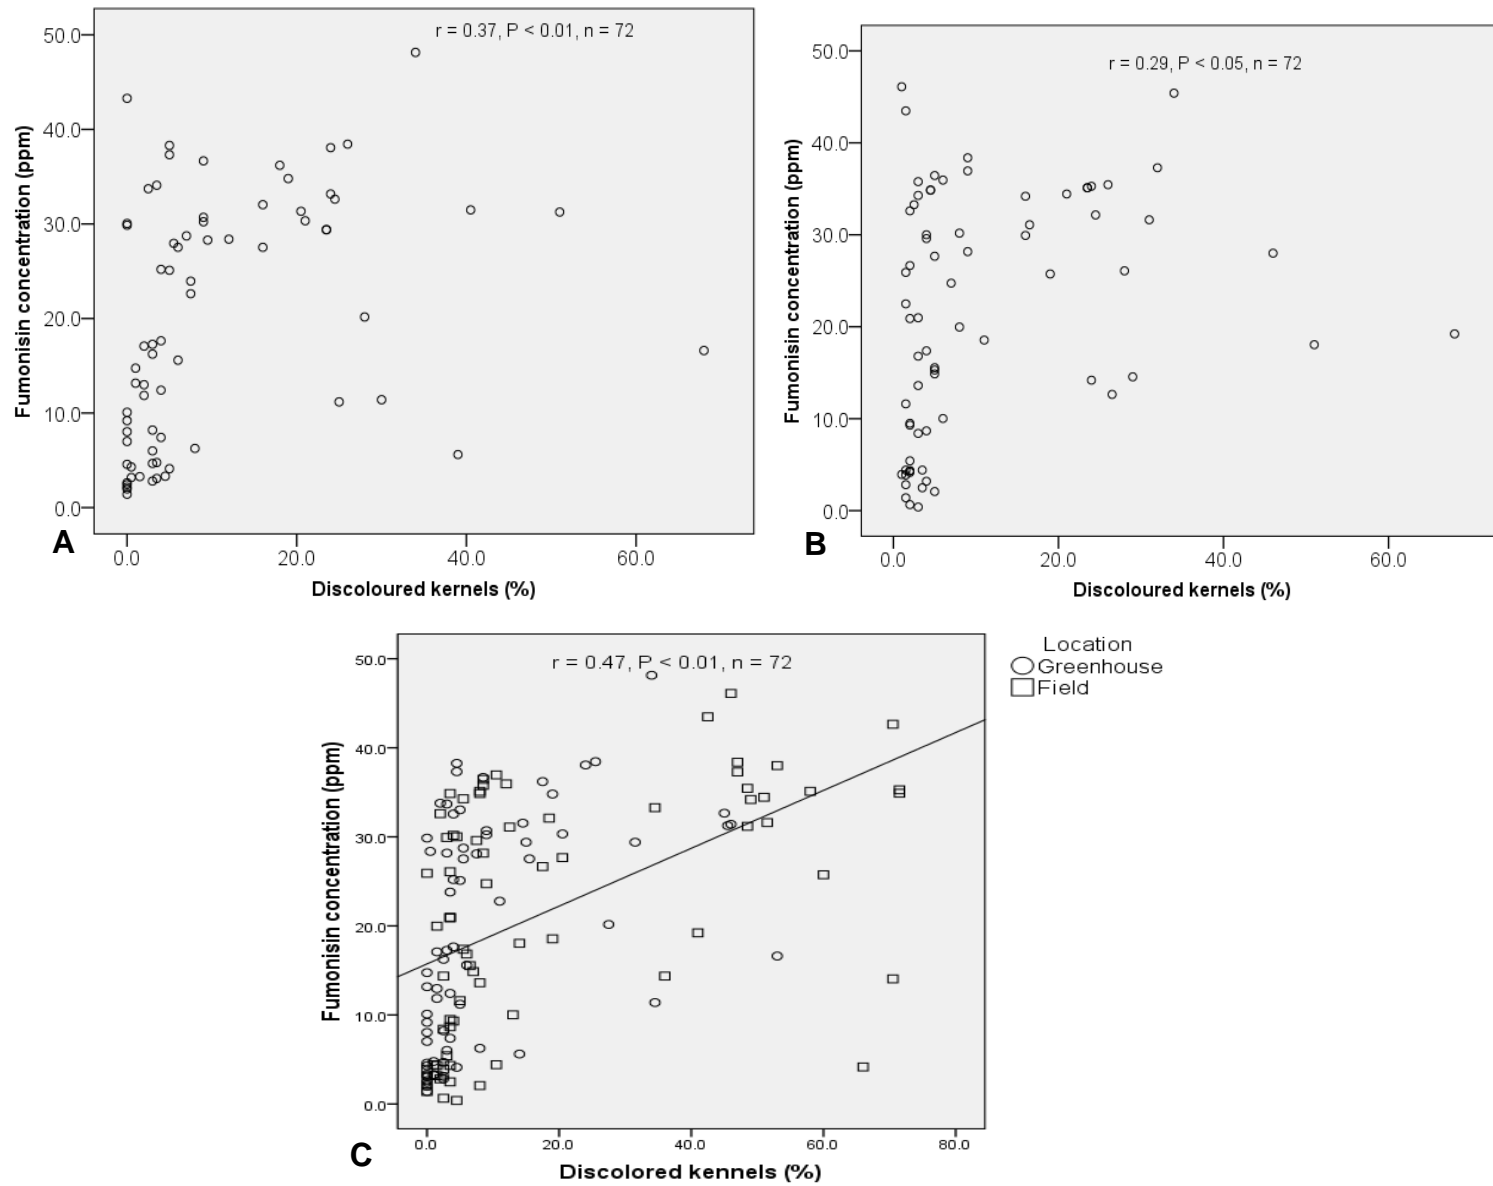 r = 0.37, P < 0.01, n = 72
50.0
40.0
30.0
20.0
10.0
0.0
Fumonisin concentration (ppm)
0.0 20.0 40.0 60.0
Discoloured kernels (%)
A
r = 0.29, P < 0.05, n = 72
50.0
40.0
30.0
20.0
10.0
0.0
Fumonisin concentration (ppm)
0.0 20.0 40.0 60.0
Discoloured kernels (%)
B
r = 0.47, P < 0.01, n = 72
50.0
40.0
30.0
20.0
10.0
0.0
Fumonisin concentration (ppm)
0.0 20.0 40.0 60.0 80.0
Discolored kennels (%)
C
Location
Greenhouse
Field